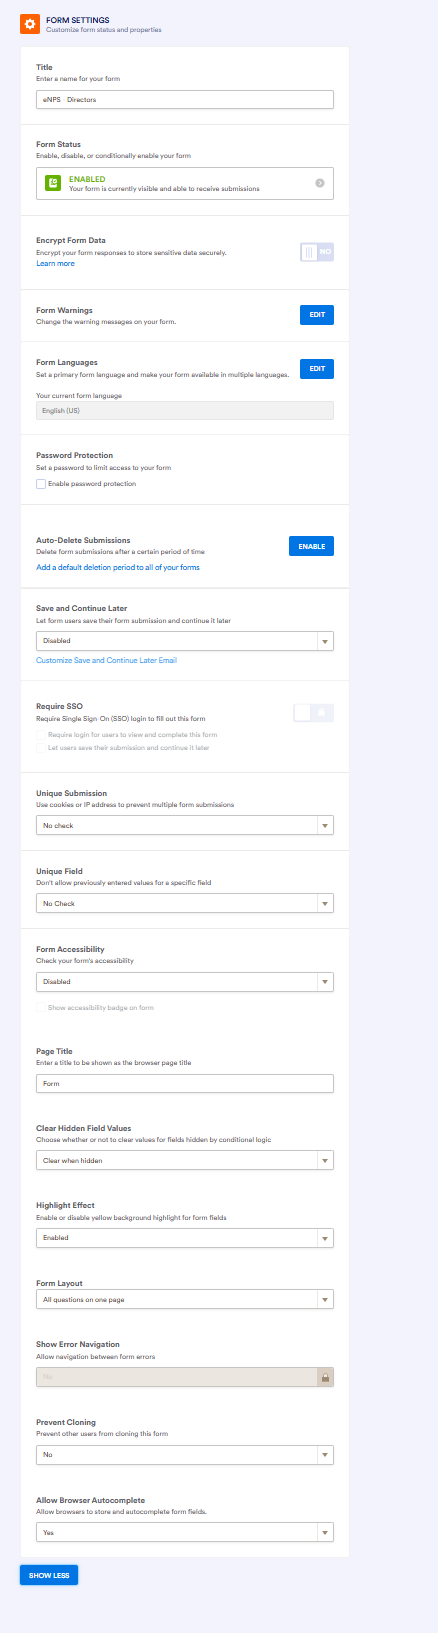 FORM SETTINGS
Customize form status and properties
Title
Enter a name for your form
eNPS - Directors
Form Status
Enable, disable, or conditionally enable your form
ENABLED
Your form is currently visible and able to receive submissions
Encrypt Form Data
Encrypt your form responses to store sensitive data securely.
NO
Learn more
Form Warnings
Change the warning messages on your form.
EDIT
Form Languages
Set a primary form language and make your form available in multiple languages.
EDIT
Your current form language
English (US)
Password Protection
Set a password to limit access to your form
Enable password protection
Auto-Delete Submissions
Delete form submissions after a certain period of time
ENABLE
Add a default deletion period to all of your forms
Save and Continue Later
Let form users save their form submission and continue it later
Disabled
Customize Save and Continue Later Email
Require SSO
Require Single Sign-On (SSO) login to fill out this form
Require login for users to view and complete this form
Let users save their submission and continue it later
Unique Submission
Use cookies or IP address to prevent multiple form submissions
No check
Unique Field
Don't allow previously entered values for a specific field
No Check
Form Accessibility
Check your form's accessibility
Disabled
Show accessibility badge on form
Page Title
Enter a title to be shown as the browser page title
Form
Clear Hidden Field Values
Choose whether or not to clear values for fields hidden by conditional logic
Clear when hidden
Highlight Effect
Enable or disable yellow background highlight for form fields
Enabled
Form Layout
All questions on one page
Show Error Navigation
Allow navigation between form errors
No
Prevent Cloning
Prevent other users from cloning this form
No
Allow Browser Autocomplete
Allow browsers to store and autocomplete form fields.
Yes
SHOW LESS